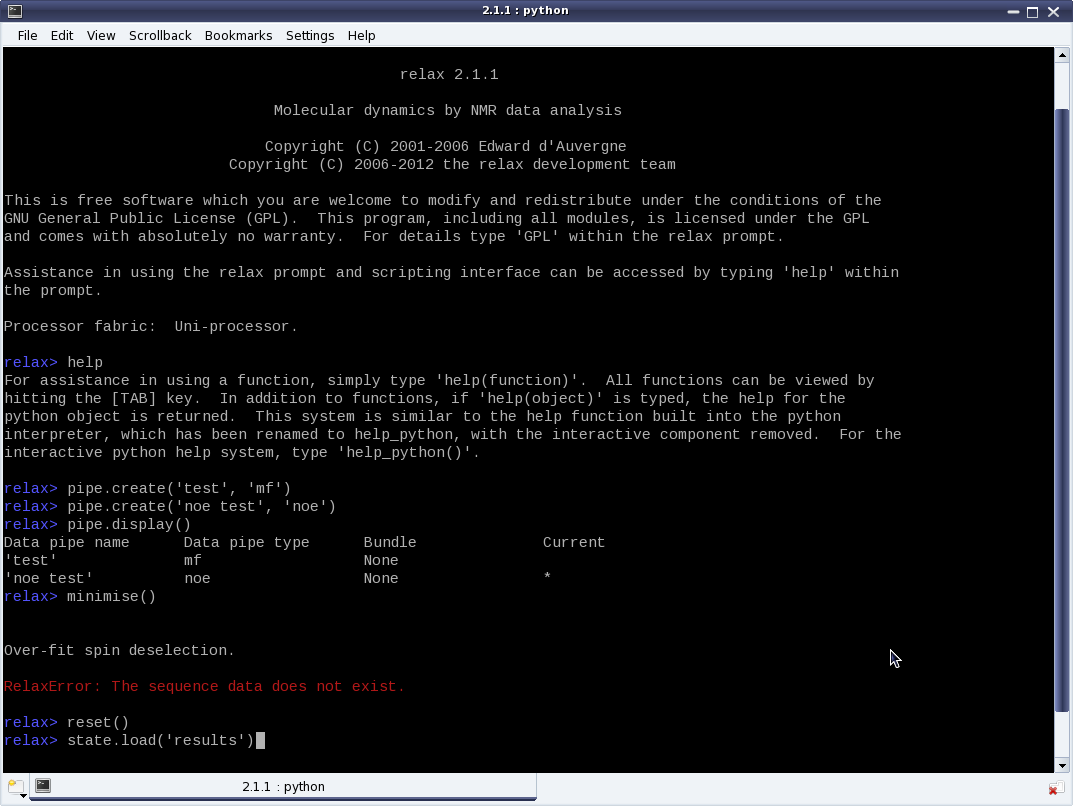 2.1.1 : python
File Edit View Scrollback Bookmarks Settings Help
relax 2.1.1
Molecular dynamics by NMR data analysis
Copyright (C) 2001-2006 Edward d'Auvergne
Copyright (C) 2006-2012 the relax development team
This is free software which you are welcome to modify and redistribute under the conditions of the
GNU General Public License (GPL).  This program, including all modules, is licensed under the GPL
and comes with absolutely no warranty.  For details type 'GPL' within the relax prompt.
Assistance in using the relax prompt and scripting interface can be accessed by typing 'help' within
the prompt.
Processor fabric:  Uni-processor.
relax> help
For assistance in using a function, simply type 'help(function)'.  All functions can be viewed by
hitting the [TAB] key.  In addition to functions, if 'help(object)' is typed, the help for the
python object is returned.  This system is similar to the help function built into the python
interpreter, which has been renamed to help_python, with the interactive component removed.  For the
interactive python help system, type 'help_python()'.
relax> pipe.create('test', 'mf')
relax> pipe.create('noe test', 'noe')
relax> pipe.display()
Data pipe name      Data pipe type      Bundle              Current
'test'              mf                  None
'noe test'          noe                 None                *
relax> minimise()
Over-fit spin deselection.
RelaxError: The sequence data does not exist.
relax> reset()
relax> state.load('results')
2.1.1 : python